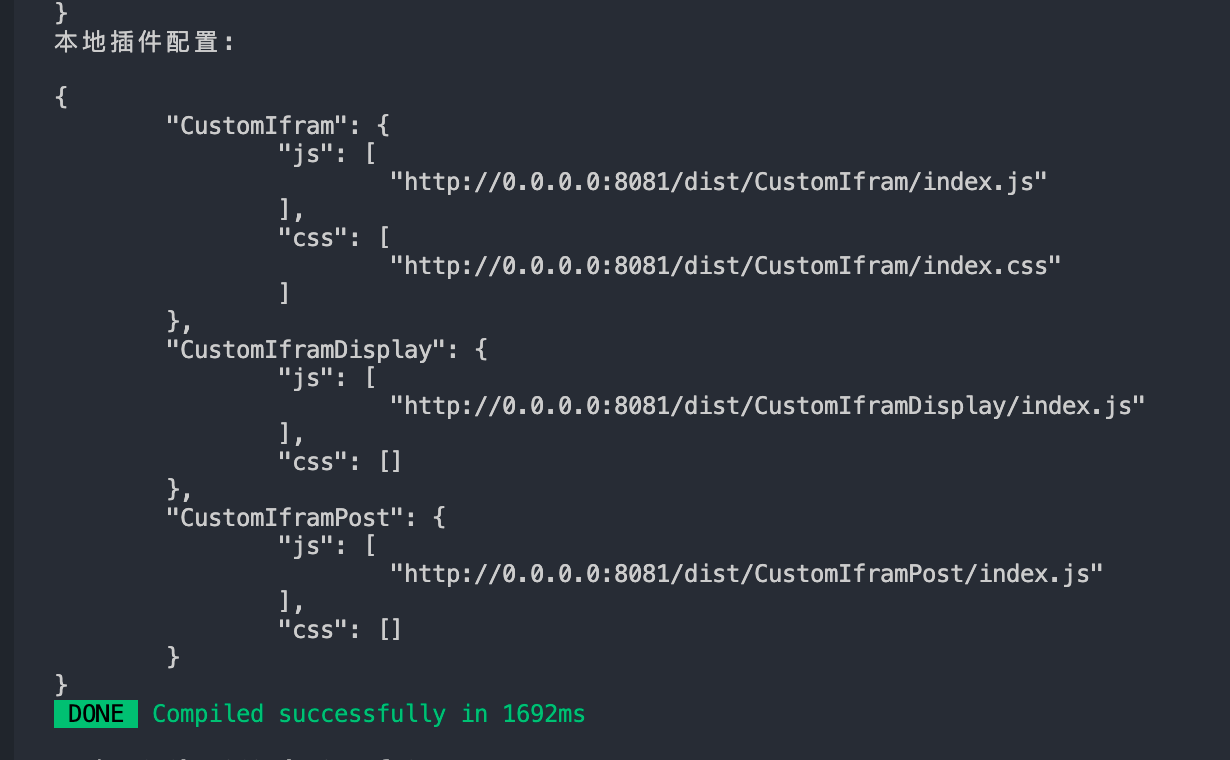 }
本地插件配置:
{
"CustomIfram": {
"js": [
"http://0.0.0.0:8081/dist/CustomIfram/index.js"
],
"css": [
"http://0.0.0.0:8081/dist/CustomIfram/index.css"
]
},
"CustomIframDisplay": {
"js": [
"http://0.0.0.0:8081/dist/CustomIframDisplay/index.js"
],
"css": []
},
"CustomIframPost": {
"js": [
"http://0.0.0.0:8081/dist/CustomIframPost/index.js"
],
"css": []
}
}
DONE Compiled successfully in 1692ms